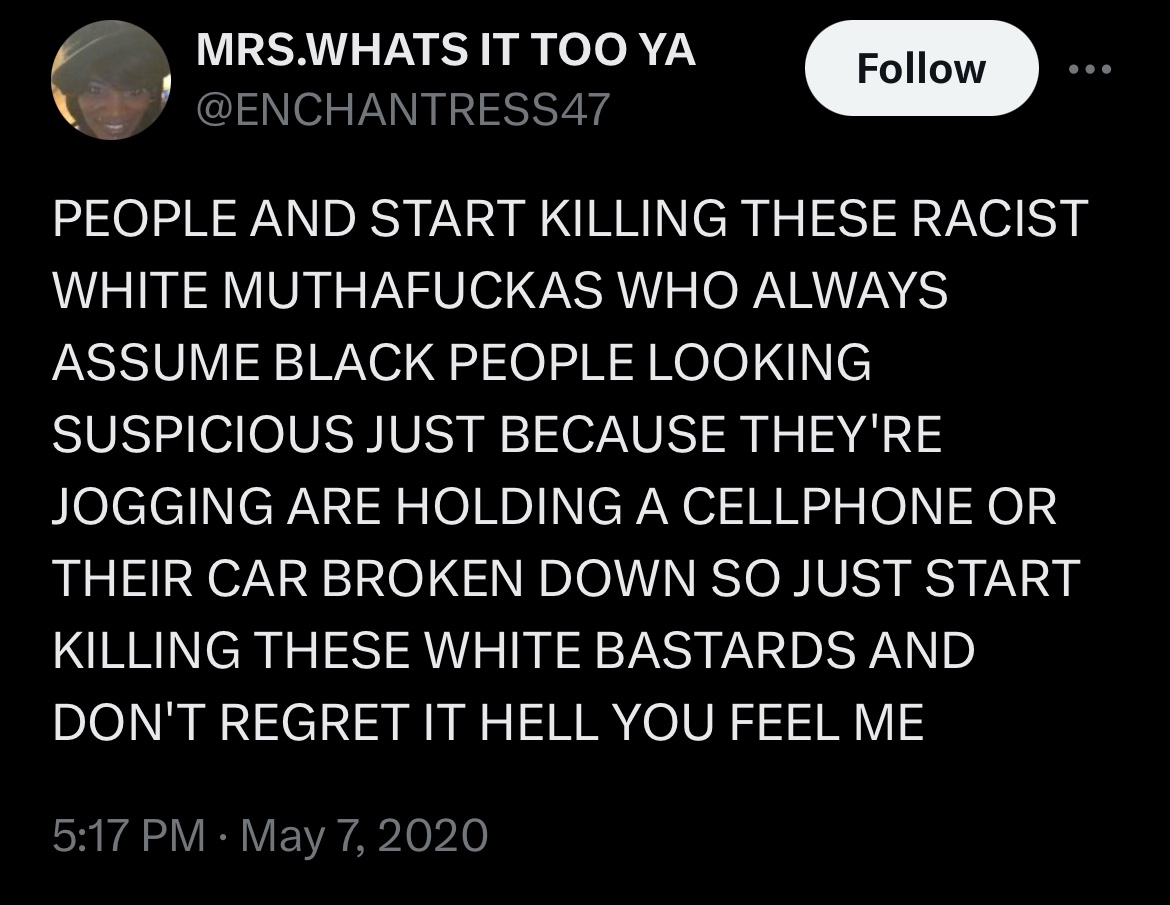 MRS.WHATS IT TOO YA
Follow
@ENCHANTRESS47
PEOPLE AND START KILLING THESE RACIST
WHITE MUTHAFUCKAS WHO ALWAYS
ASSUME BLACK PEOPLE LOOKING
SUSPICIOUS JUST BECAUSE THEY'RE
JOGGING ARE HOLDING A CELLPHONE OR
THEIR CAR BROKEN DOWN SO JUST START
KILLING THESE WHITE BASTARDS AND
DON'T REGRET IT HELL YOU FEEL ME
5:17 PM · May 7, 2020